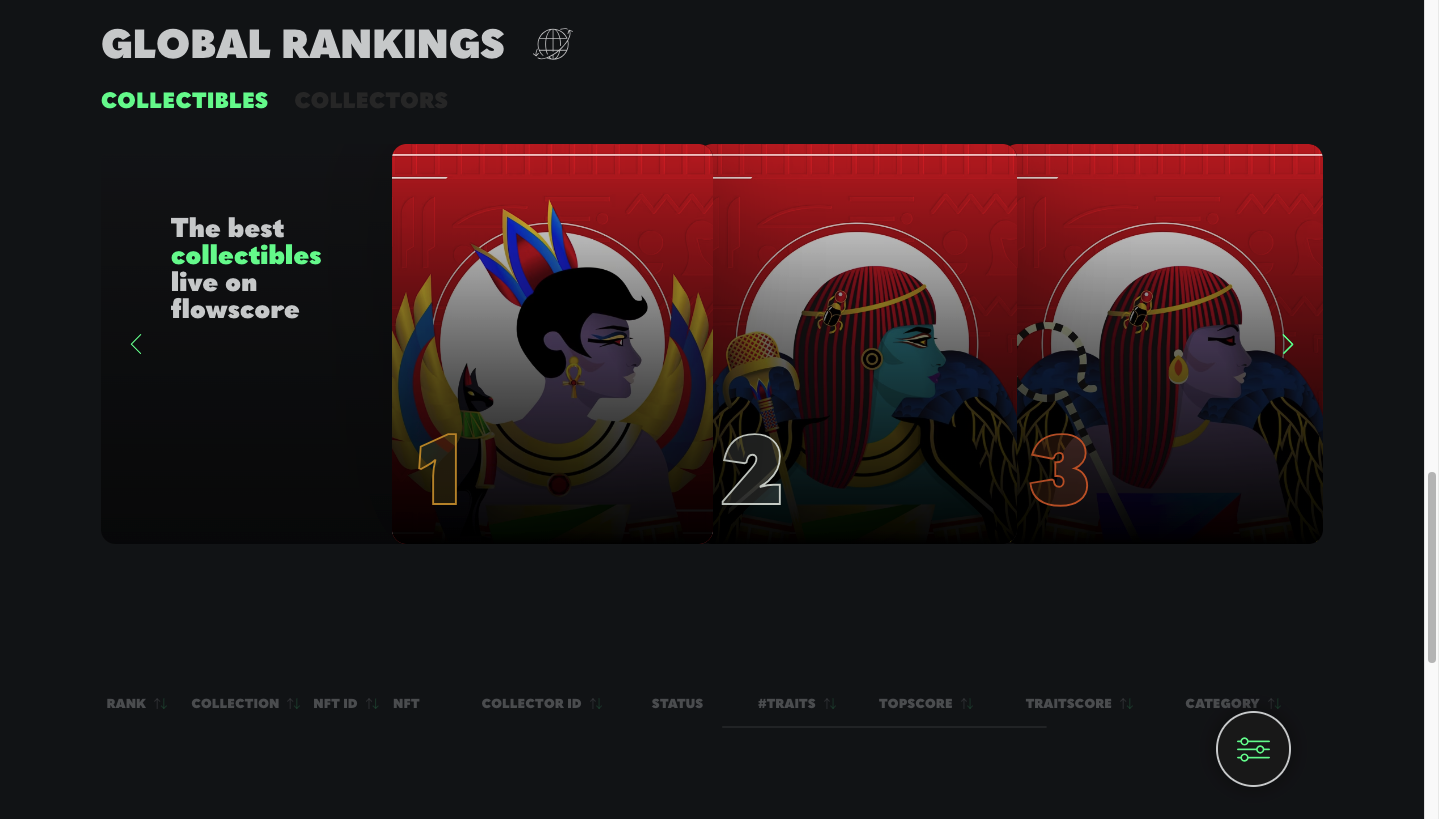 GLOBAL RANKINGS
COLLECTIBLES COLLECTORS
The best
collectibles
live on
flowscore
1 2 3
RANK COLLECTION NFT ID NFT COLLECTOR ID STATUS #TRAITS TOPSCORE TRAITSCORE CATEGORY